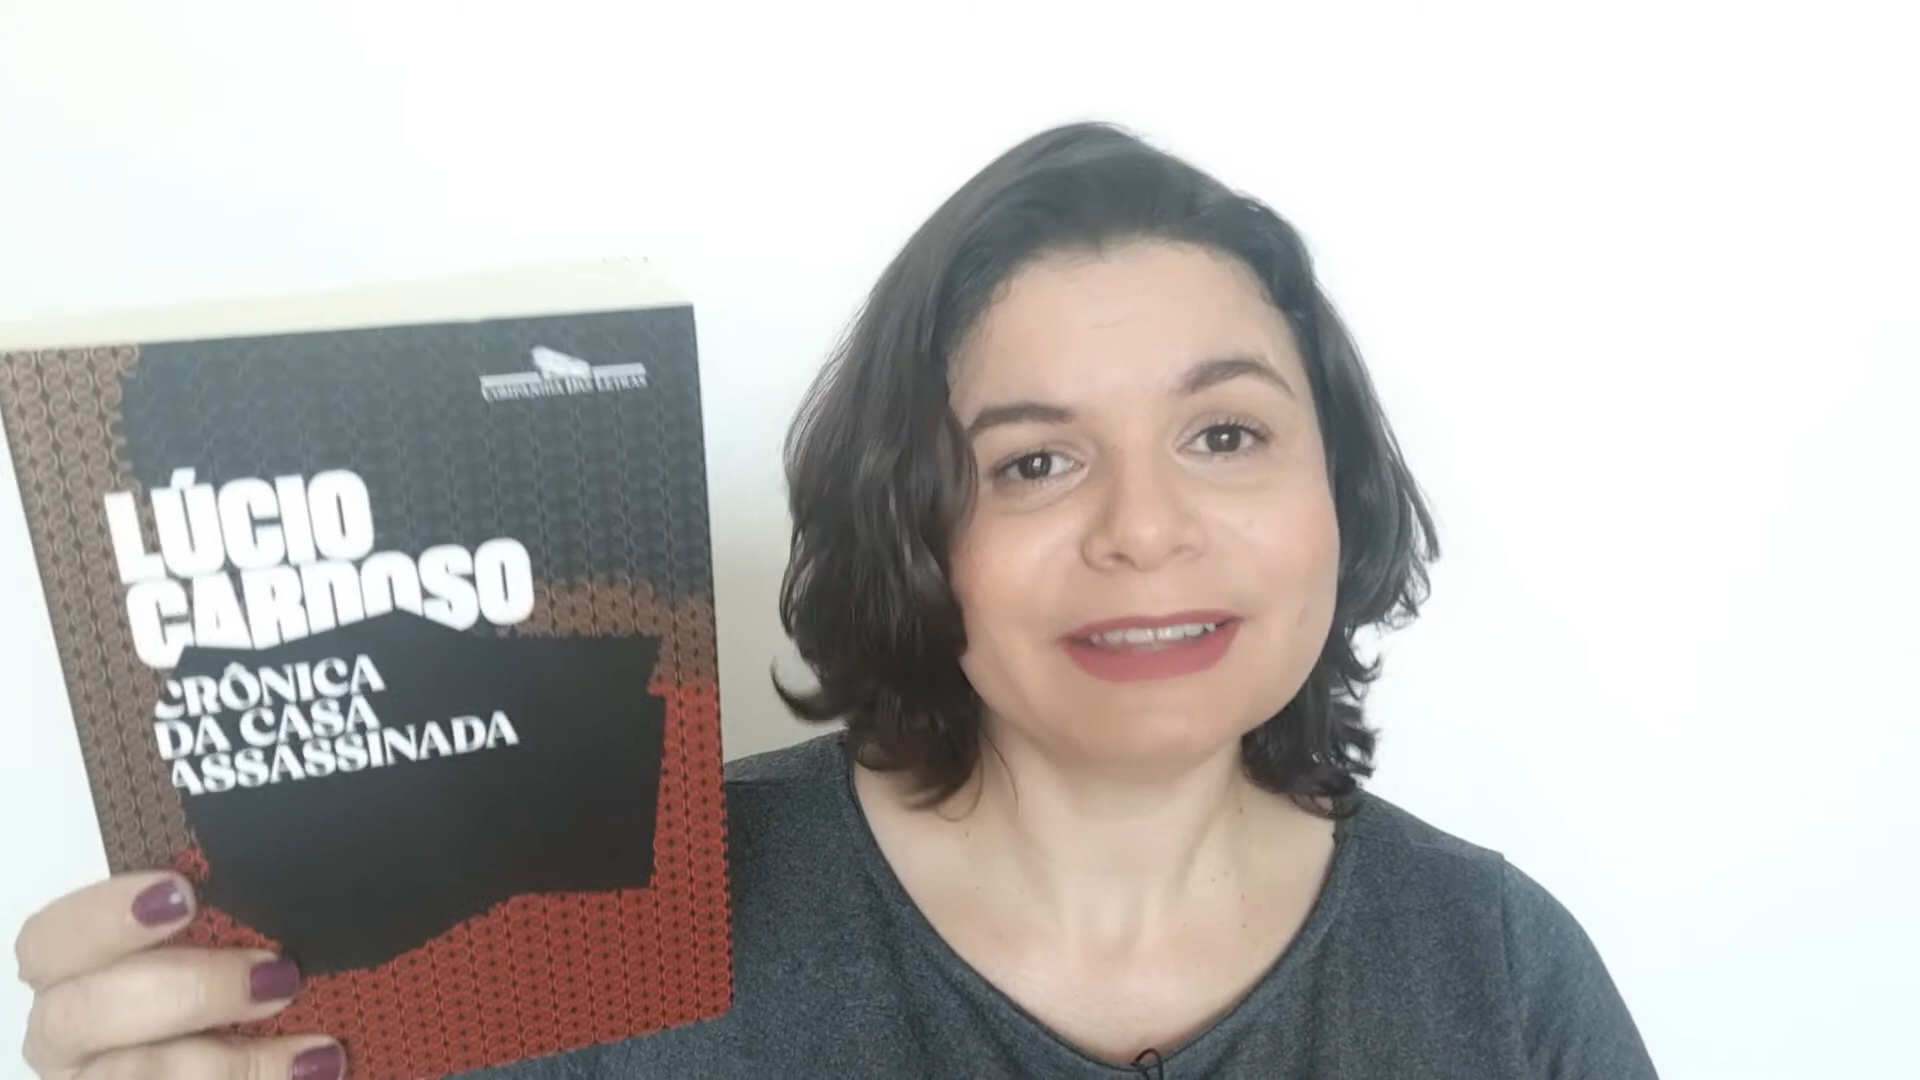 COMPANHIA DAS LETRAS
LÚCIO
CARDOSO
CRÔNICA
DA CASA
ASSASSINADA